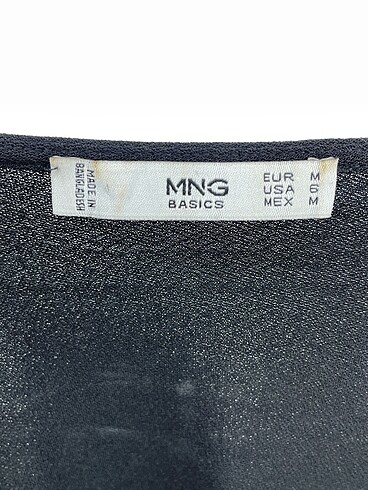 MADE IN
BANGLADESH
MNG
BASICS
EUR M
USA 6
MEX M